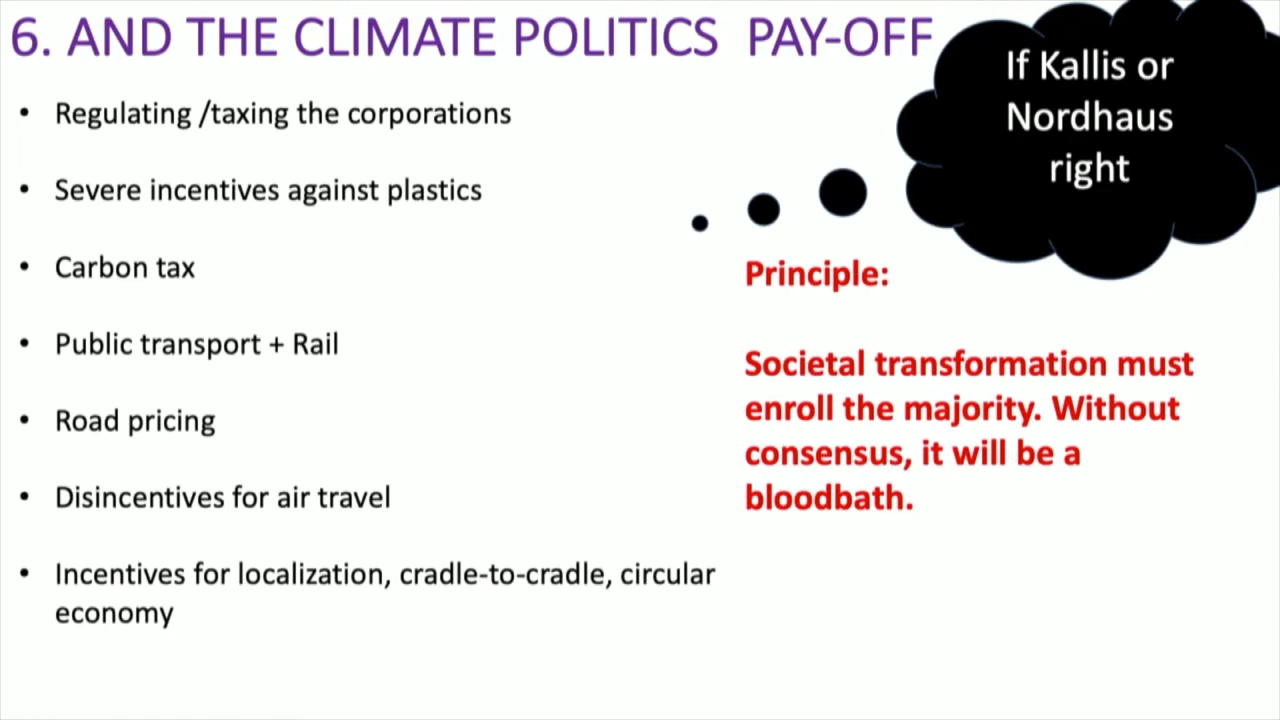 6. AND THE CLIMATE POLITICS PAY-OFF
If Kallis or
Nordhaus
right
• Regulating /taxing the corporations
• Severe incentives against plastics
• Carbon tax
• Public transport + Rail
• Road pricing
• Disincentives for air travel
• Incentives for localization, cradle-to-cradle, circular
economy
Principle:
Societal transformation must
enroll the majority. Without
consensus, it will be a
bloodbath.